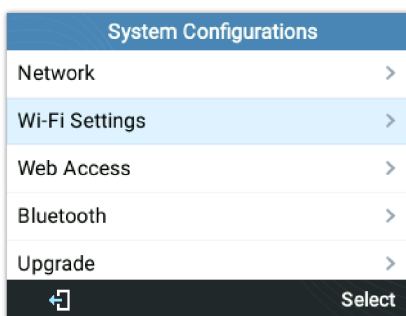 System Configurations
Network
Wi-Fi Settings
Web Access
Bluetooth
Upgrade
Select